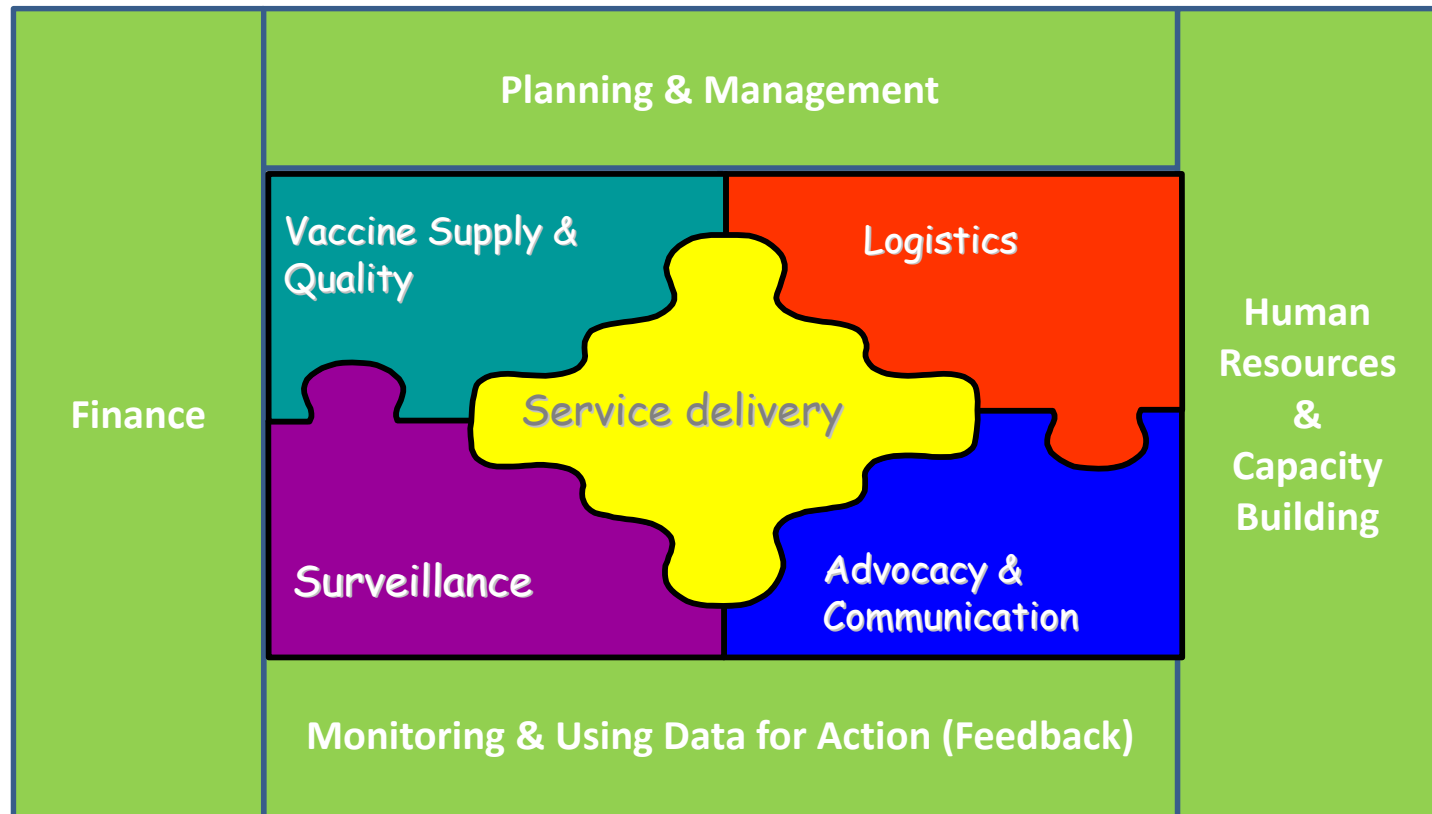 Planning & Management
Vaccine Supply &
Quality
Logistics
Finance
Service delivery
Human
Resources
&
Capacity
Building
Surveillance
Advocacy &
Communication
Monitoring & Using Data for Action (Feedback)